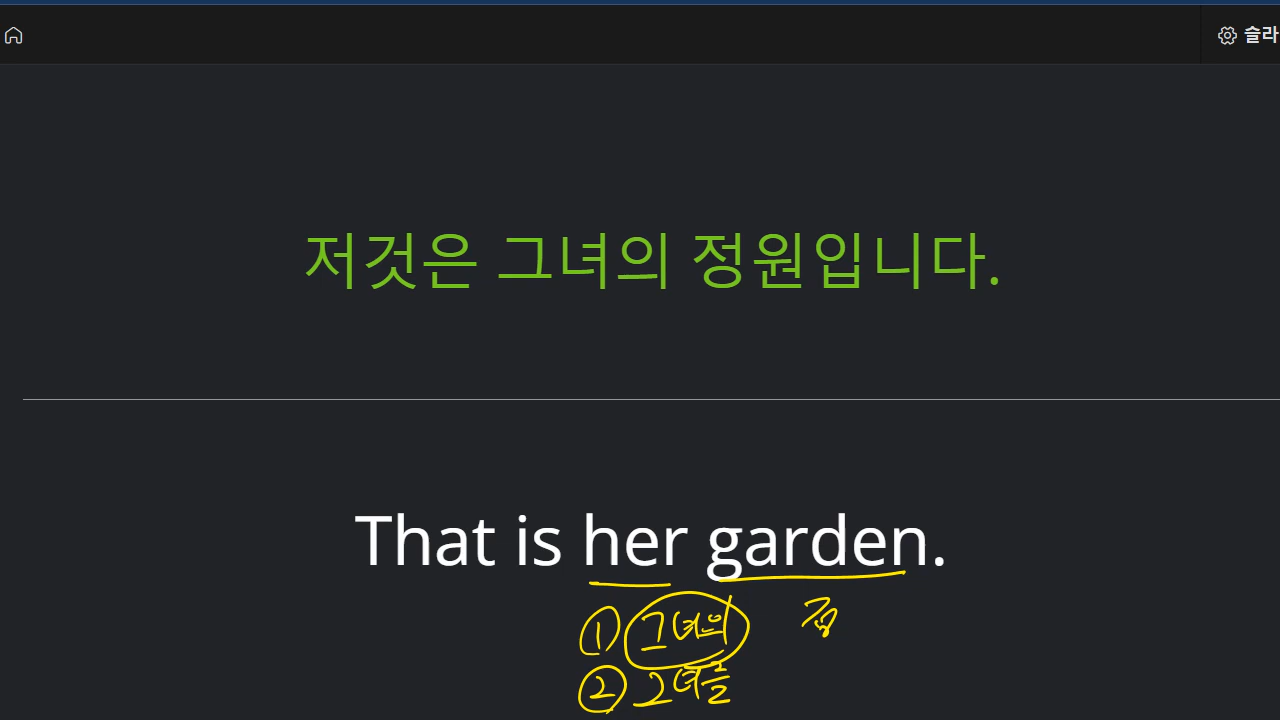 슬라
저것은 그녀의 정원입니다.
That is her garden.
① 그녀의
② 그녀를